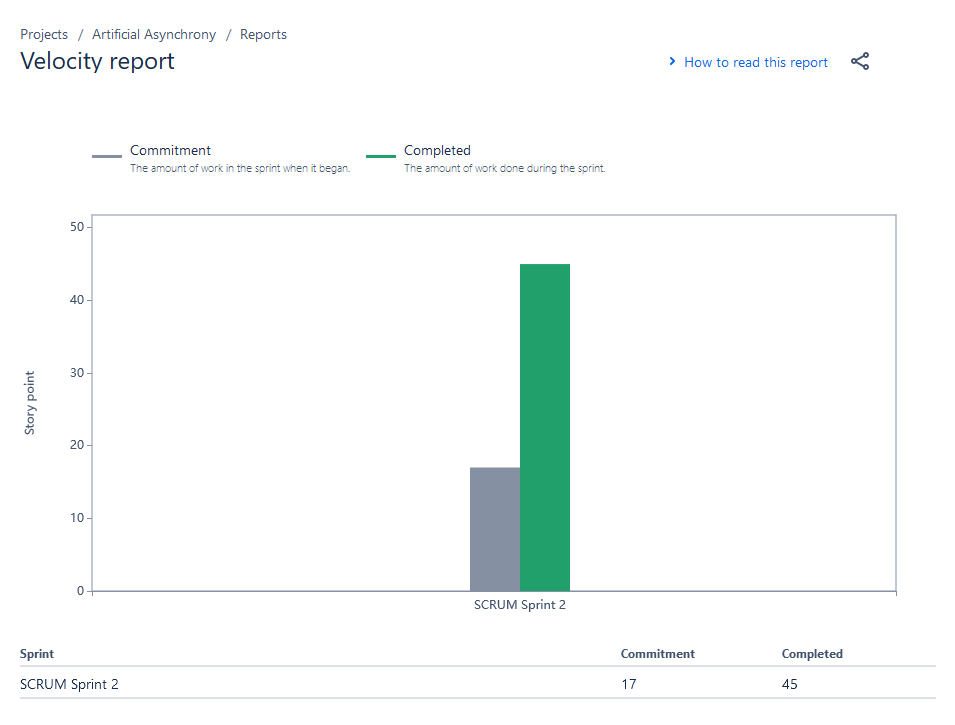 Projects / Artificial Asynchrony / Reports
Velocity report
How to read this report
Commitment
The amount of work in the sprint when it began.
Completed
The amount of work done during the sprint.
50
40
30
20
10
0
Story point
SCRUM Sprint 2
Sprint Commitment Completed
SCRUM Sprint 2 17 45